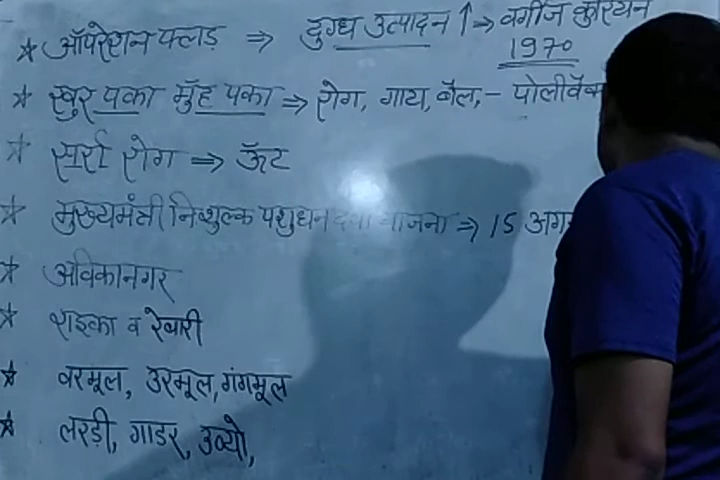 ★ ऑपरेशन फ्लड ⇒ दुग्ध उत्पादन ↑ ⇒ वर्गीज कुरियन
1970
★ खुर पका मुँह पका ⇒ रोग, गाय, बैल, - पोलीवेक
★ सर्रा रोग ⇒ ऊँट
★ मुख्यमंत्री निःशुल्क पशुधन दवा योजना ⇒ 15 अग
★ अविकानगर
★ राइका व रेबारी
★ वरमूल, उरमूल, गंगमूल
★ लरड़ी, गाडर, उव्यो,